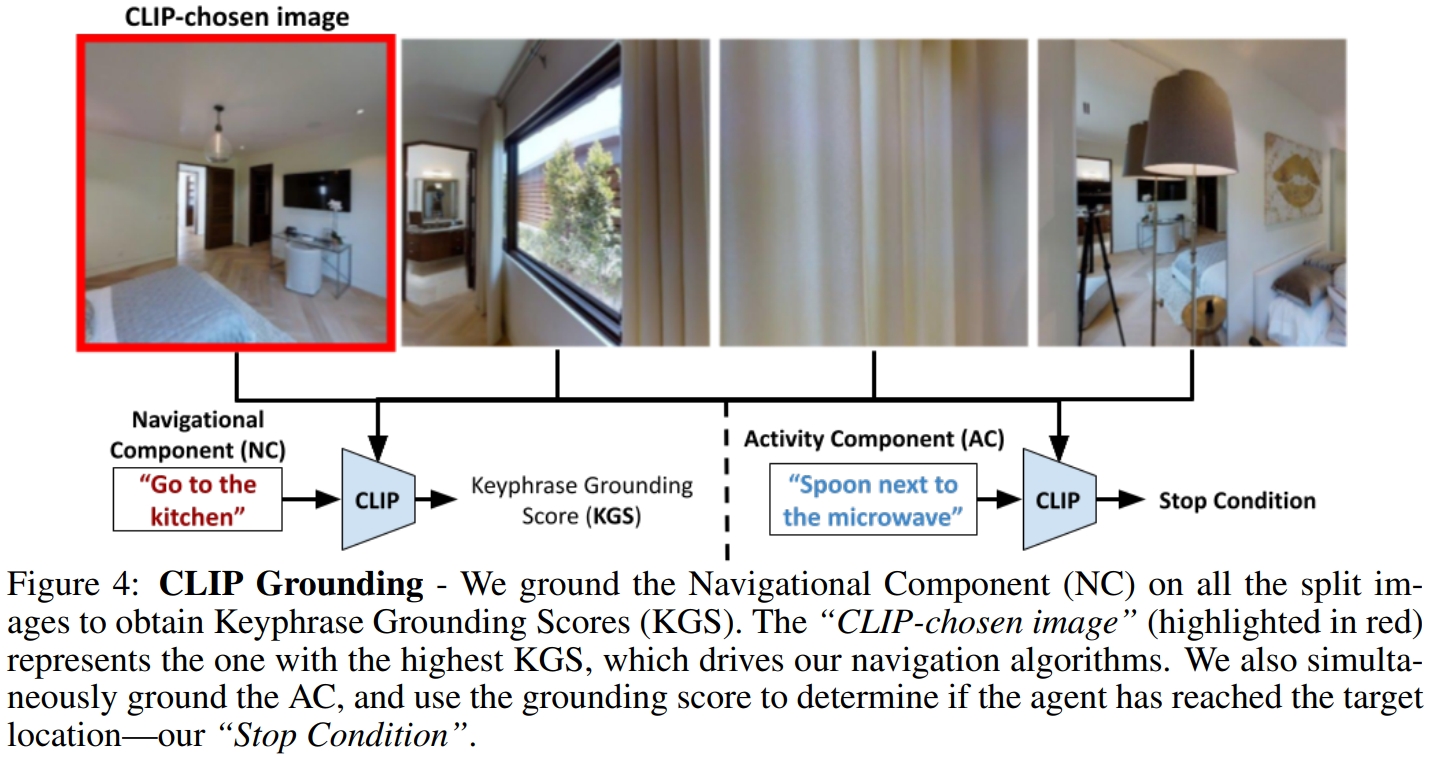 CLIP-chosen image
Navigational
Component (NC)
“Go to the
kitchen”
CLIP
Keyphrase Grounding
Score (KGS)
Activity Component (AC)
“Spoon next to
the microwave”
CLIP
Stop Condition
Figure 4: CLIP Grounding - We ground the Navigational Component (NC) on all the split im-
ages to obtain Keyphrase Grounding Scores (KGS). The “CLIP-chosen image” (highlighted in red)
represents the one with the highest KGS, which drives our navigation algorithms. We also simulta-
neously ground the AC, and use the grounding score to determine if the agent has reached the target
location—our “Stop Condition”.